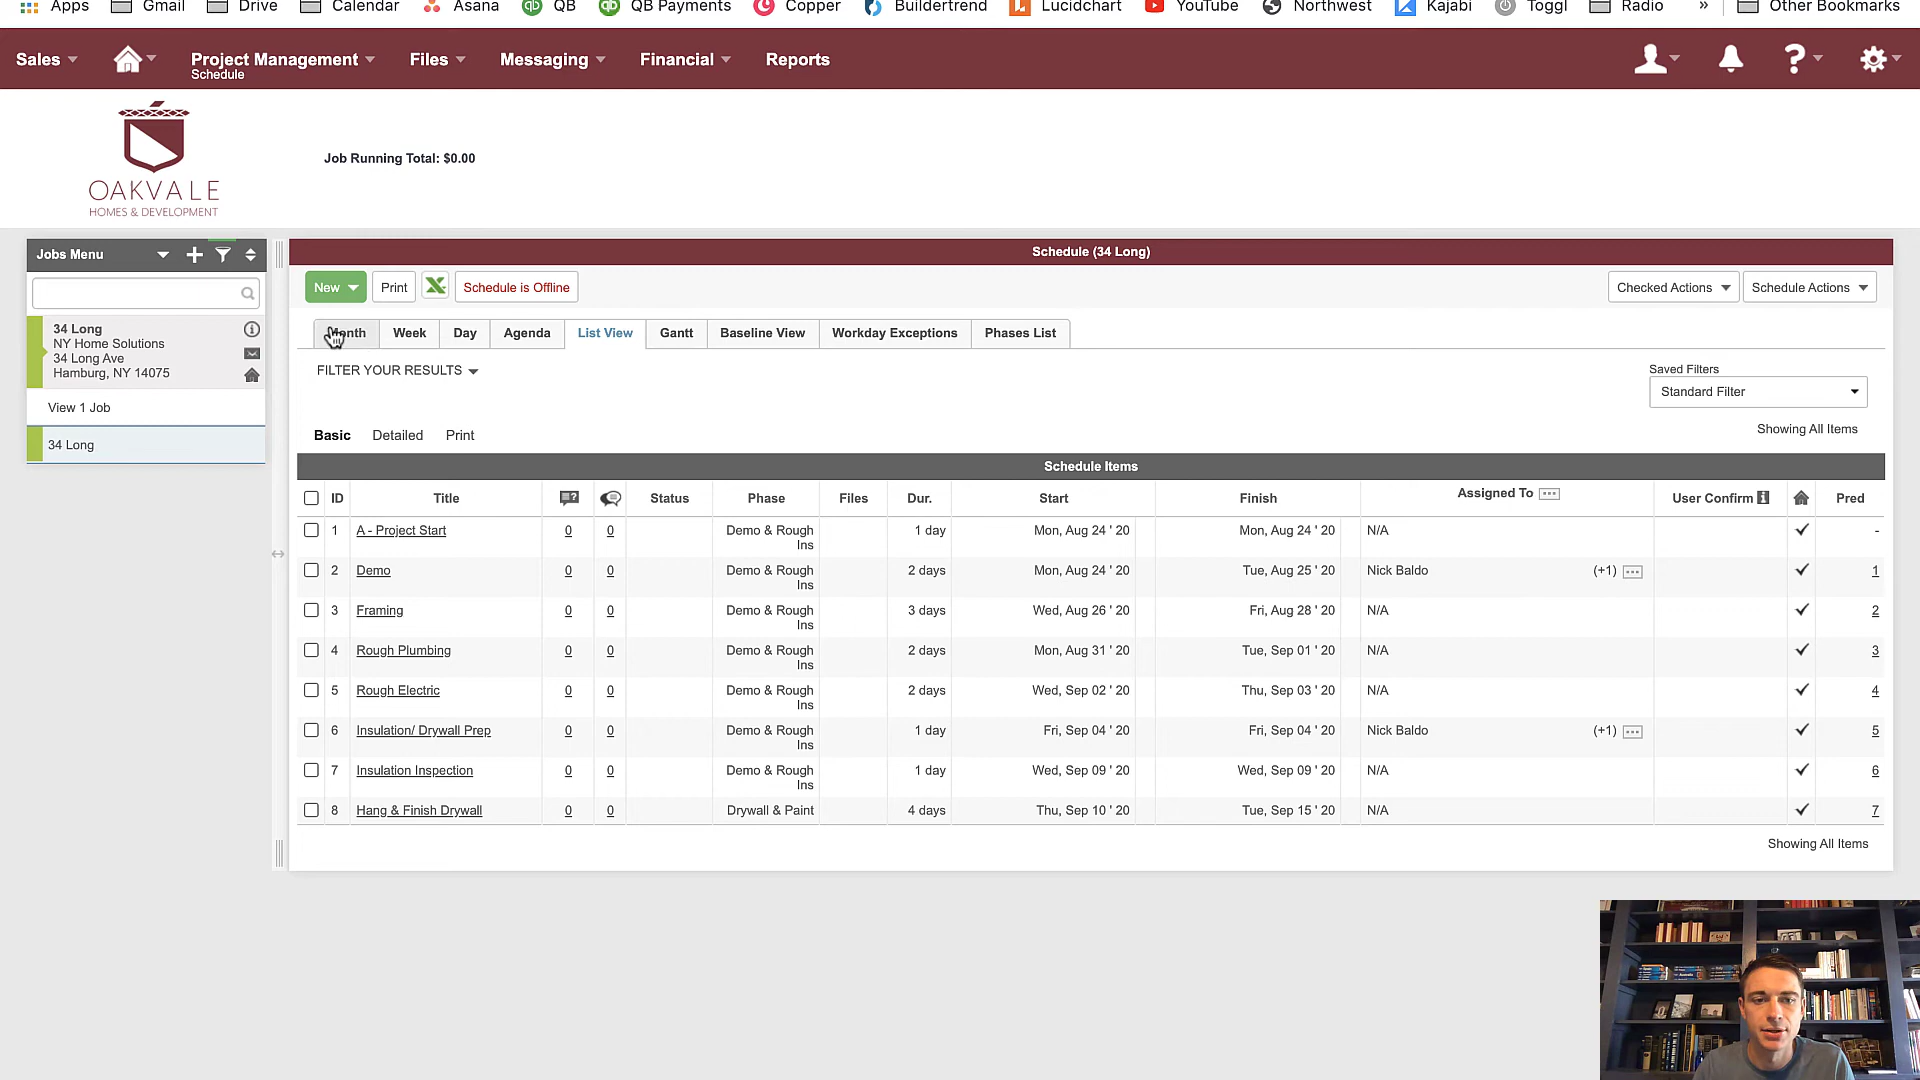 Apps Gmail Drive Calendar Asana QB QB Payments Copper Buildertrend Lucidchart YouTube Northwest Kajabi Toggl Radio » Other Bookmarks
Sales Project Management Files Messaging Financial Reports
Schedule
OAKVALE
HOMES & DEVELOPMENT
Job Running Total: $0.00
Jobs Menu
34 Long
NY Home Solutions
34 Long Ave
Hamburg, NY 14075
View 1 Job
34 Long
Schedule (34 Long)
New Print Schedule is Offline Checked Actions Schedule Actions
Month Week Day Agenda List View Gantt Baseline View Workday Exceptions Phases List
FILTER YOUR RESULTS
Saved Filters
Standard Filter
Basic Detailed Print
Showing All Items
Schedule Items
ID Title Status Phase Files Dur. Start Finish Assigned To User Confirm Pred
1 A - Project Start 0 0 Demo & Rough Ins 1 day Mon, Aug 24 ' 20 Mon, Aug 24 ' 20 N/A -
2 Demo 0 0 Demo & Rough Ins 2 days Mon, Aug 24 ' 20 Tue, Aug 25 ' 20 Nick Baldo (+1) 1
3 Framing 0 0 Demo & Rough Ins 3 days Wed, Aug 26 ' 20 Fri, Aug 28 ' 20 N/A 2
4 Rough Plumbing 0 0 Demo & Rough Ins 2 days Mon, Aug 31 ' 20 Tue, Sep 01 ' 20 N/A 3
5 Rough Electric 0 0 Demo & Rough Ins 2 days Wed, Sep 02 ' 20 Thu, Sep 03 ' 20 N/A 4
6 Insulation/ Drywall Prep 0 0 Demo & Rough Ins 1 day Fri, Sep 04 ' 20 Fri, Sep 04 ' 20 Nick Baldo (+1) 5
7 Insulation Inspection 0 0 Demo & Rough Ins 1 day Wed, Sep 09 ' 20 Wed, Sep 09 ' 20 N/A 6
8 Hang & Finish Drywall 0 0 Drywall & Paint 4 days Thu, Sep 10 ' 20 Tue, Sep 15 ' 20 N/A 7
Showing All Items